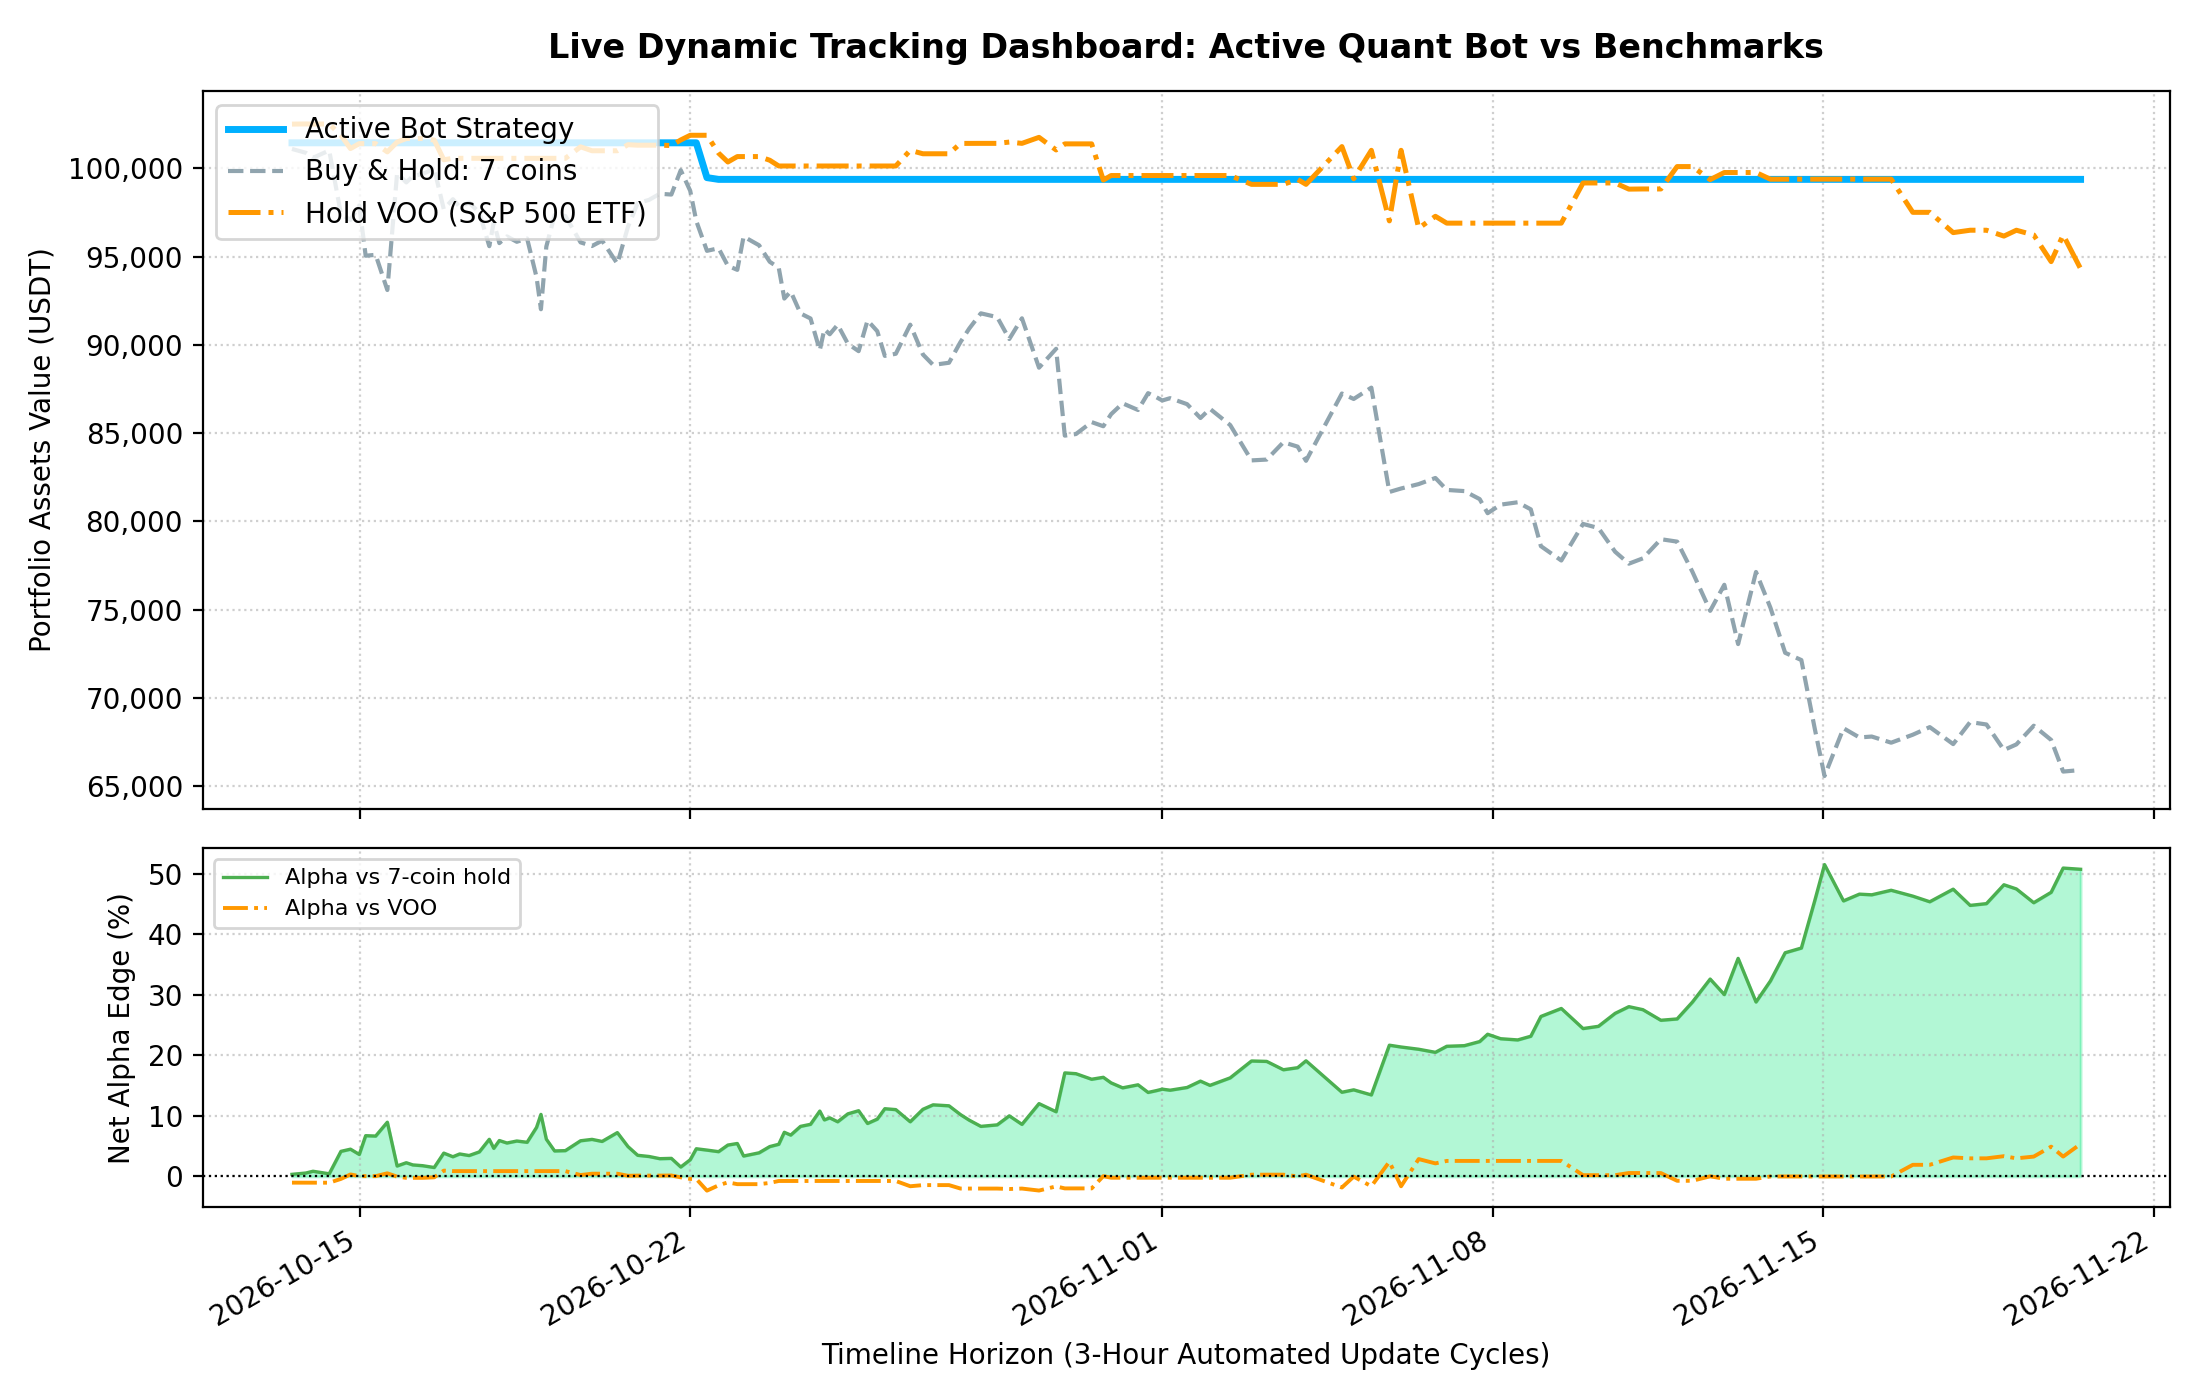 Live Dynamic Tracking Dashboard: Active Quant Bot vs Benchmarks
Active Bot Strategy
Buy & Hold: 7 coins
Hold VOO (S&P 500 ETF)
Portfolio Assets Value (USDT)
100,000
95,000
90,000
85,000
80,000
75,000
70,000
65,000
Alpha vs 7-coin hold
Alpha vs VOO
Net Alpha Edge (%)
50
40
30
20
10
0
2026-10-15
2026-10-22
2026-11-01
2026-11-08
2026-11-15
2026-11-22
Timeline Horizon (3-Hour Automated Update Cycles)